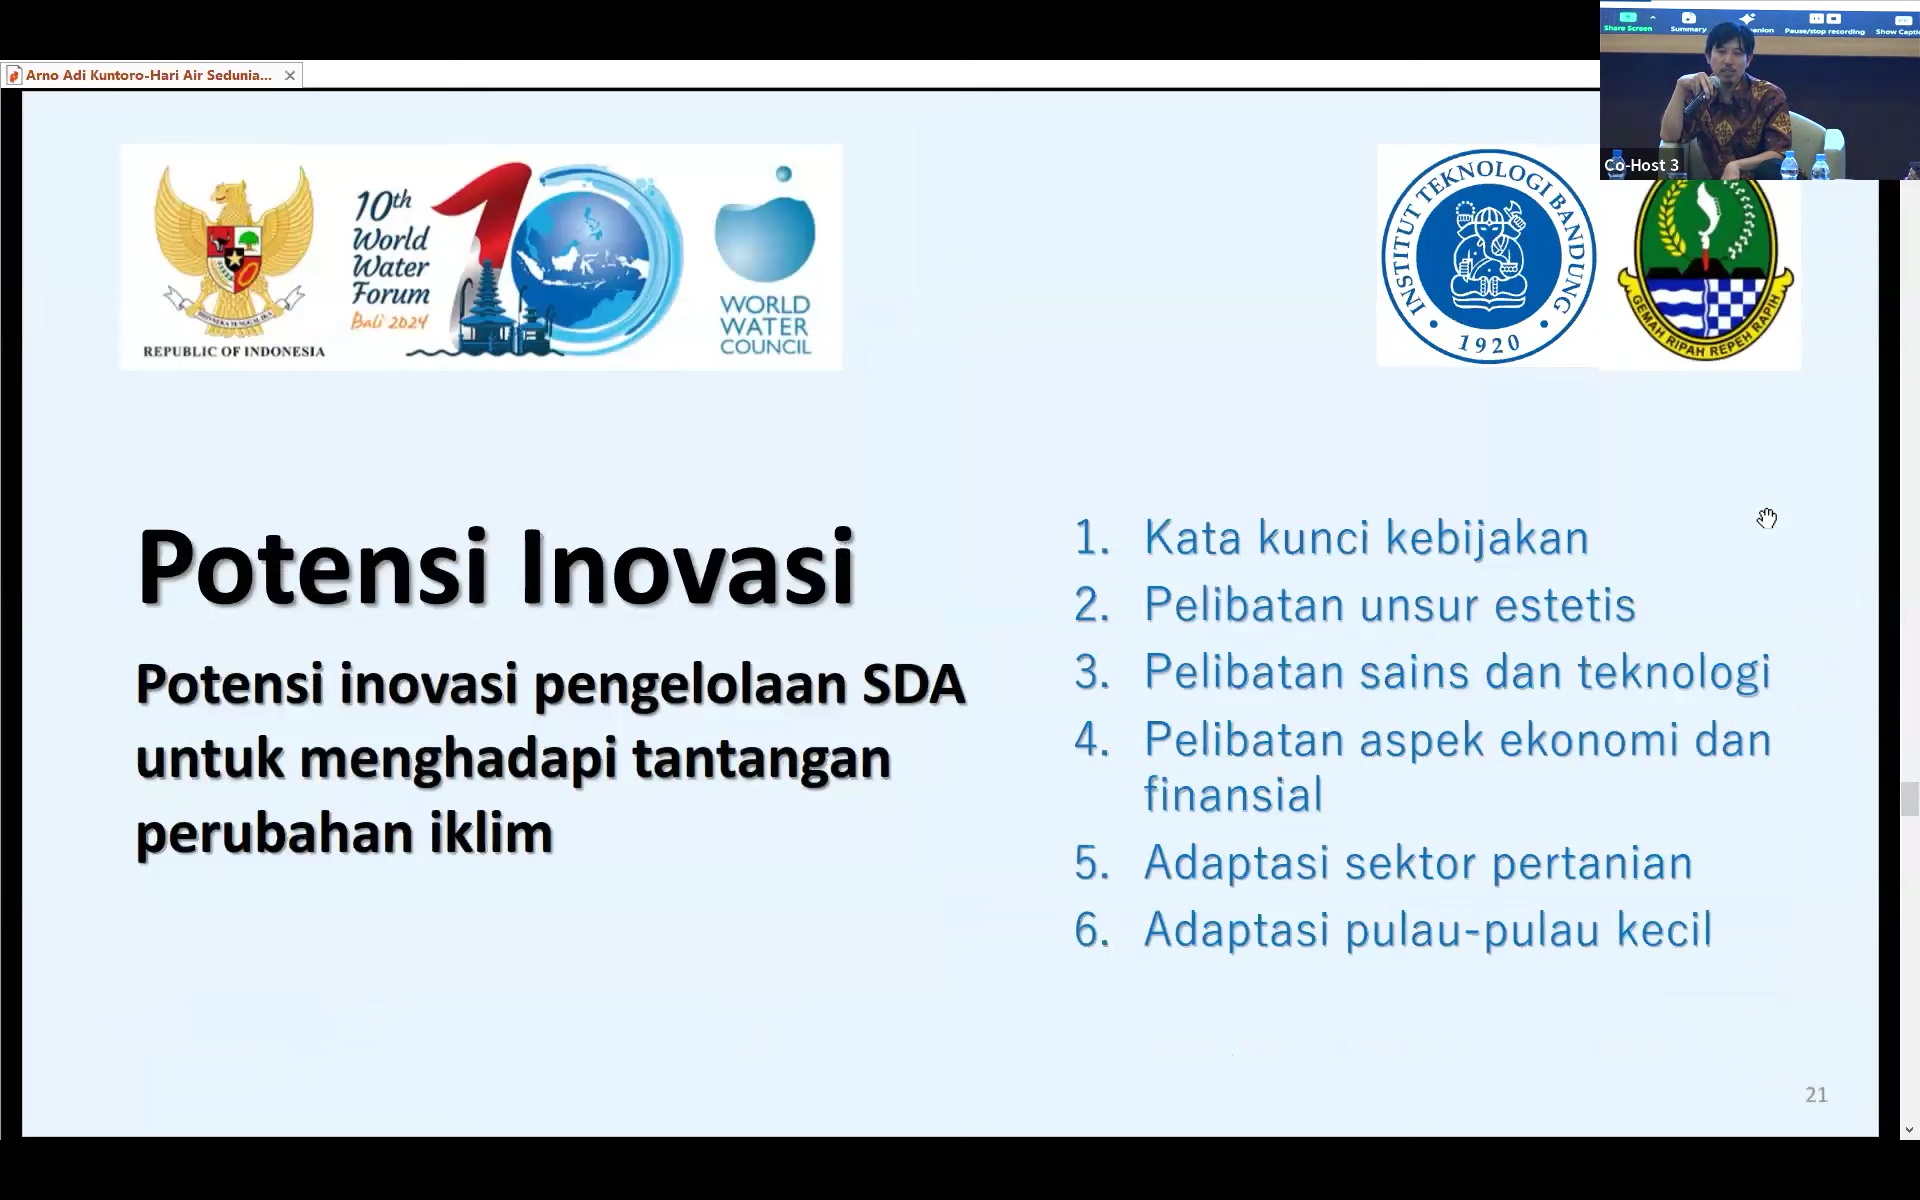 Share Screen
Summary
Pause/stop recording
Arno Adi Kuntoro-Hari Air Sedunia...
Co-Host 3
10th
World
Water
Forum
Bali 2024
REPUBLIC OF INDONESIA
WORLD
WATER
COUNCIL
INSTITUT TEKNOLOGI BANDUNG
1920
GEMAH RIPAH REPEH RAPIH
Potensi Inovasi
Potensi inovasi pengelolaan SDA
untuk menghadapi tantangan
perubahan iklim
1. Kata kunci kebijakan
2. Pelibatan unsur estetis
3. Pelibatan sains dan teknologi
4. Pelibatan aspek ekonomi dan
finansial
5. Adaptasi sektor pertanian
6. Adaptasi pulau-pulau kecil
21